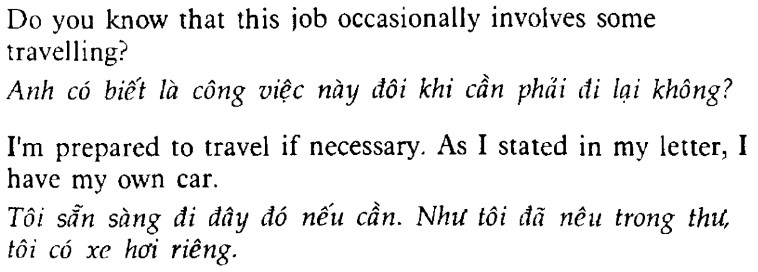 Do you know that this job occasionally involves some
travelling?
Anh có biết là công việc này đôi khi cần phải đi lại không?
I'm prepared to travel if necessary. As I stated in my letter, I
have my own car.
Tôi sẵn sàng đi đây đó nếu cần. Như tôi đã nêu trong thư,
tôi có xe hơi riêng.